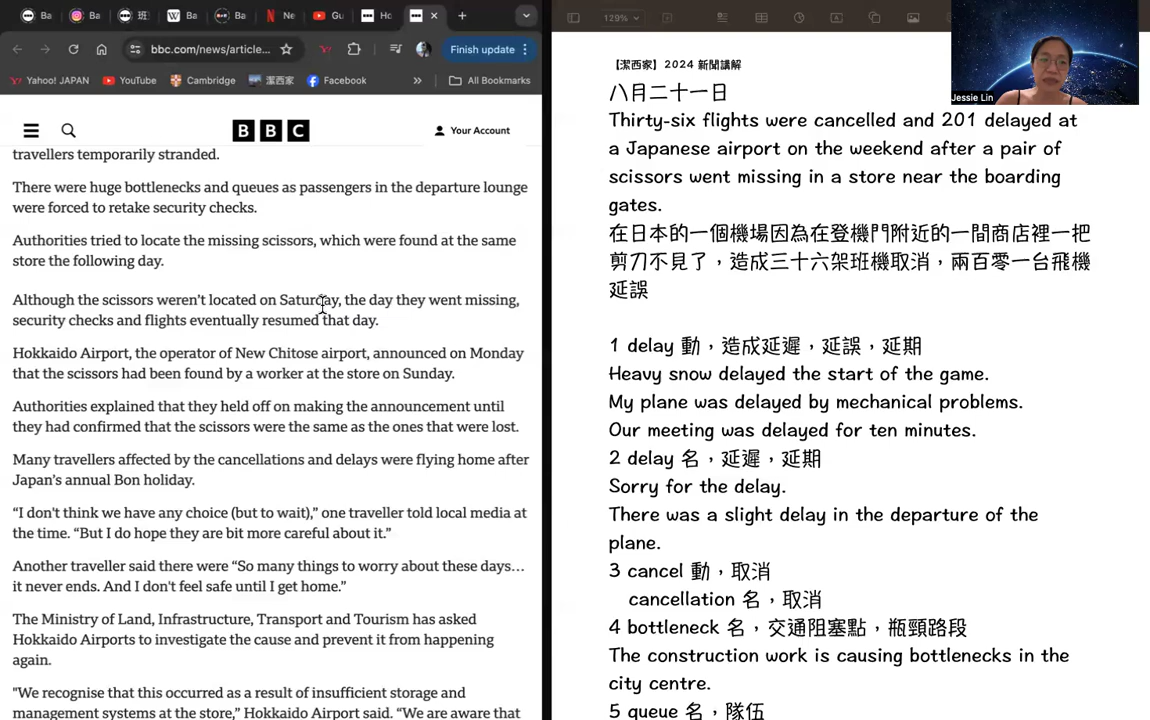 Ba
Ba
班
Ba
Ba
Ne
Gu
Ho
bbc.com/news/article...
Finish update
Yahoo! JAPAN
YouTube
Cambridge
潔西家
Facebook
All Bookmarks
BBC
Your Account
travellers temporarily stranded.
There were huge bottlenecks and queues as passengers in the departure lounge
were forced to retake security checks.
Authorities tried to locate the missing scissors, which were found at the same
store the following day.
Although the scissors weren't located on Saturday, the day they went missing,
security checks and flights eventually resumed that day.
Hokkaido Airport, the operator of New Chitose airport, announced on Monday
that the scissors had been found by a worker at the store on Sunday.
Authorities explained that they held off on making the announcement until
they had confirmed that the scissors were the same as the ones that were lost.
Many travellers affected by the cancellations and delays were flying home after
Japan's annual Bon holiday.
“I don't think we have any choice (but to wait),” one traveller told local media at
the time. “But I do hope they are bit more careful about it.”
Another traveller said there were “So many things to worry about these days…
it never ends. And I don't feel safe until I get home.”
The Ministry of Land, Infrastructure, Transport and Tourism has asked
Hokkaido Airports to investigate the cause and prevent it from happening
again.
"We recognise that this occurred as a result of insufficient storage and
management systems at the store,” Hokkaido Airport said. “We are aware that
129%
Jessie Lin
【潔西家】2024 新聞講解
八月二十一日
Thirty-six flights were cancelled and 201 delayed at
a Japanese airport on the weekend after a pair of
scissors went missing in a store near the boarding
gates.
在日本的一個機場因為在登機門附近的一間商店裡一把
剪刀不見了，造成三十六架班機取消，兩百零一台飛機
延誤
1 delay 動，造成延遲，延誤，延期
Heavy snow delayed the start of the game.
My plane was delayed by mechanical problems.
Our meeting was delayed for ten minutes.
2 delay 名，延遲，延期
Sorry for the delay.
There was a slight delay in the departure of the
plane.
3 cancel 動，取消
cancellation 名，取消
4 bottleneck 名，交通阻塞點，瓶頸路段
The construction work is causing bottlenecks in the
city centre.
5 queue 名，隊伍